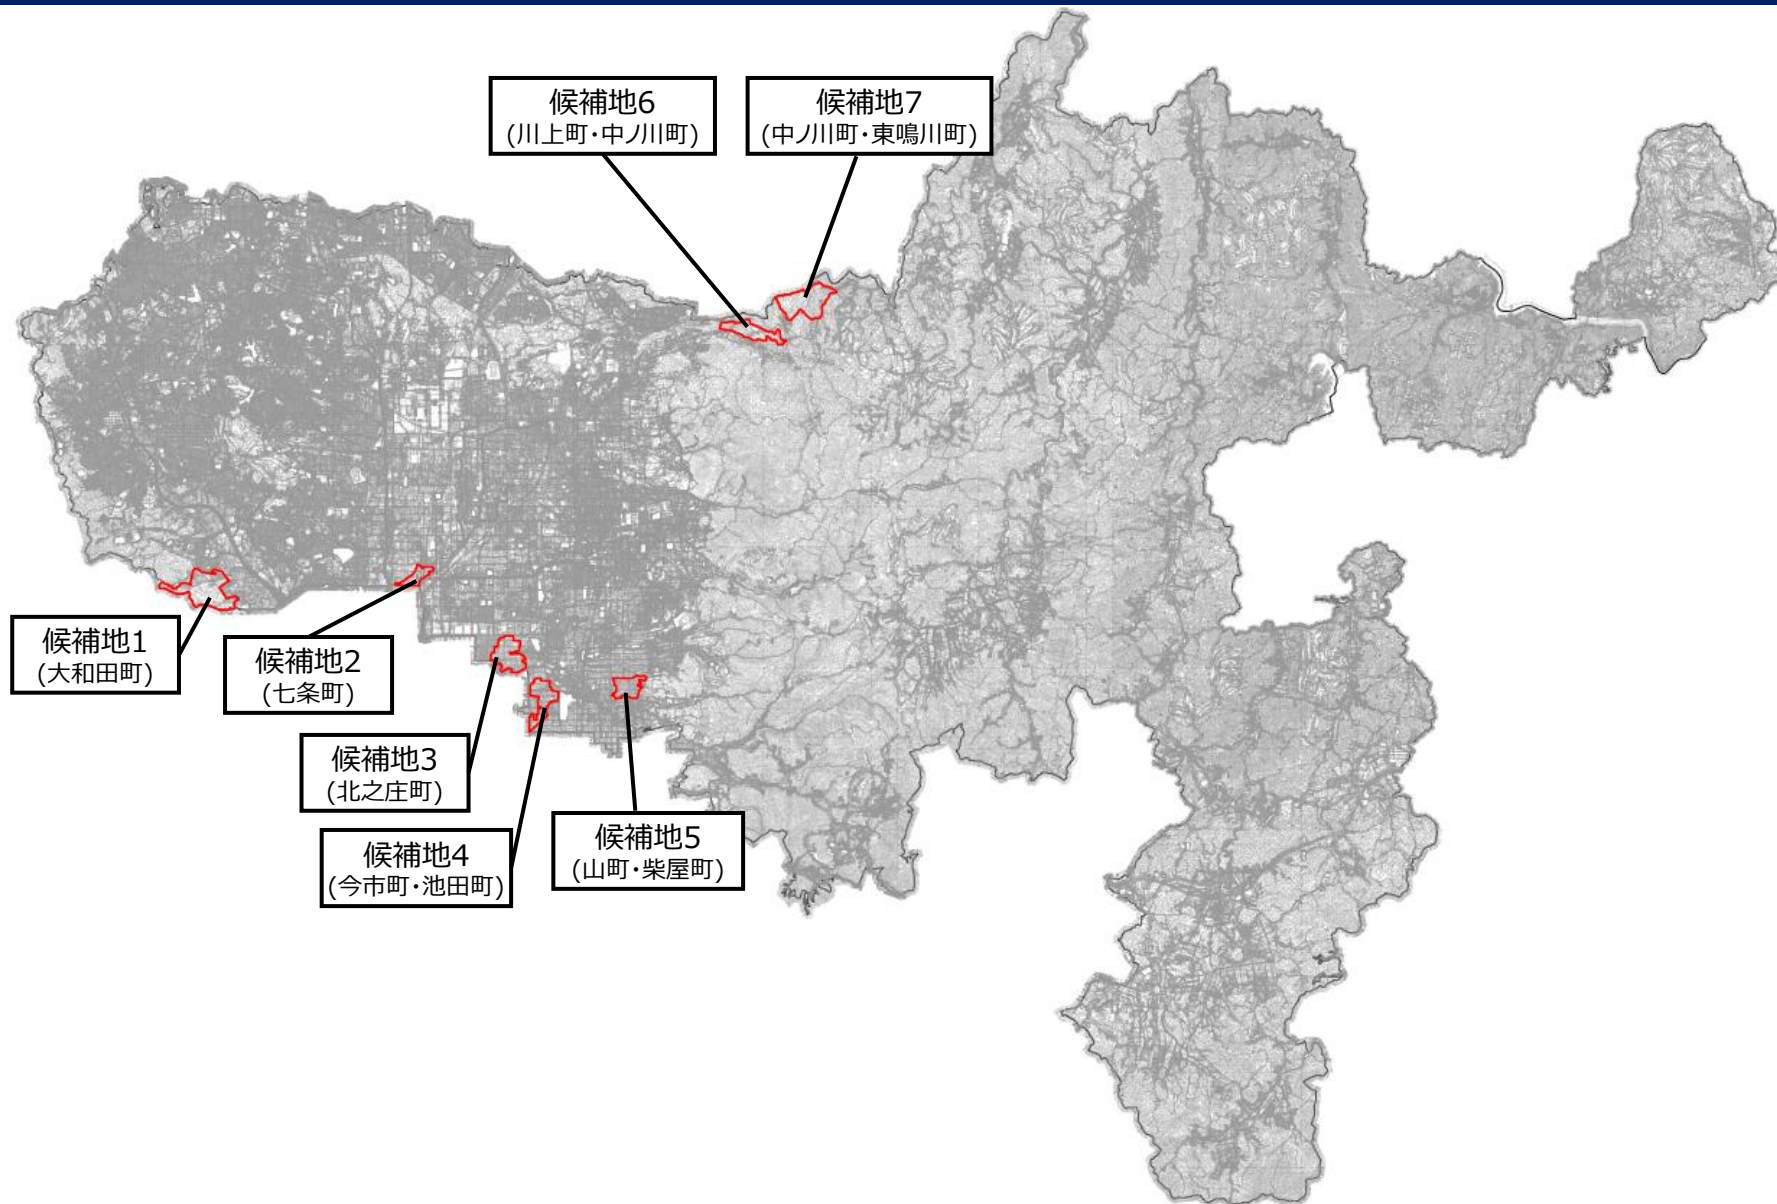 候補地6
(川上町・中ノ川町)
候補地7
(中ノ川町・東鳴川町)
候補地1
(大和田町)
候補地2
(七条町)
候補地3
(北之庄町)
候補地4
(今市町・池田町)
候補地5
(山町・柴屋町)